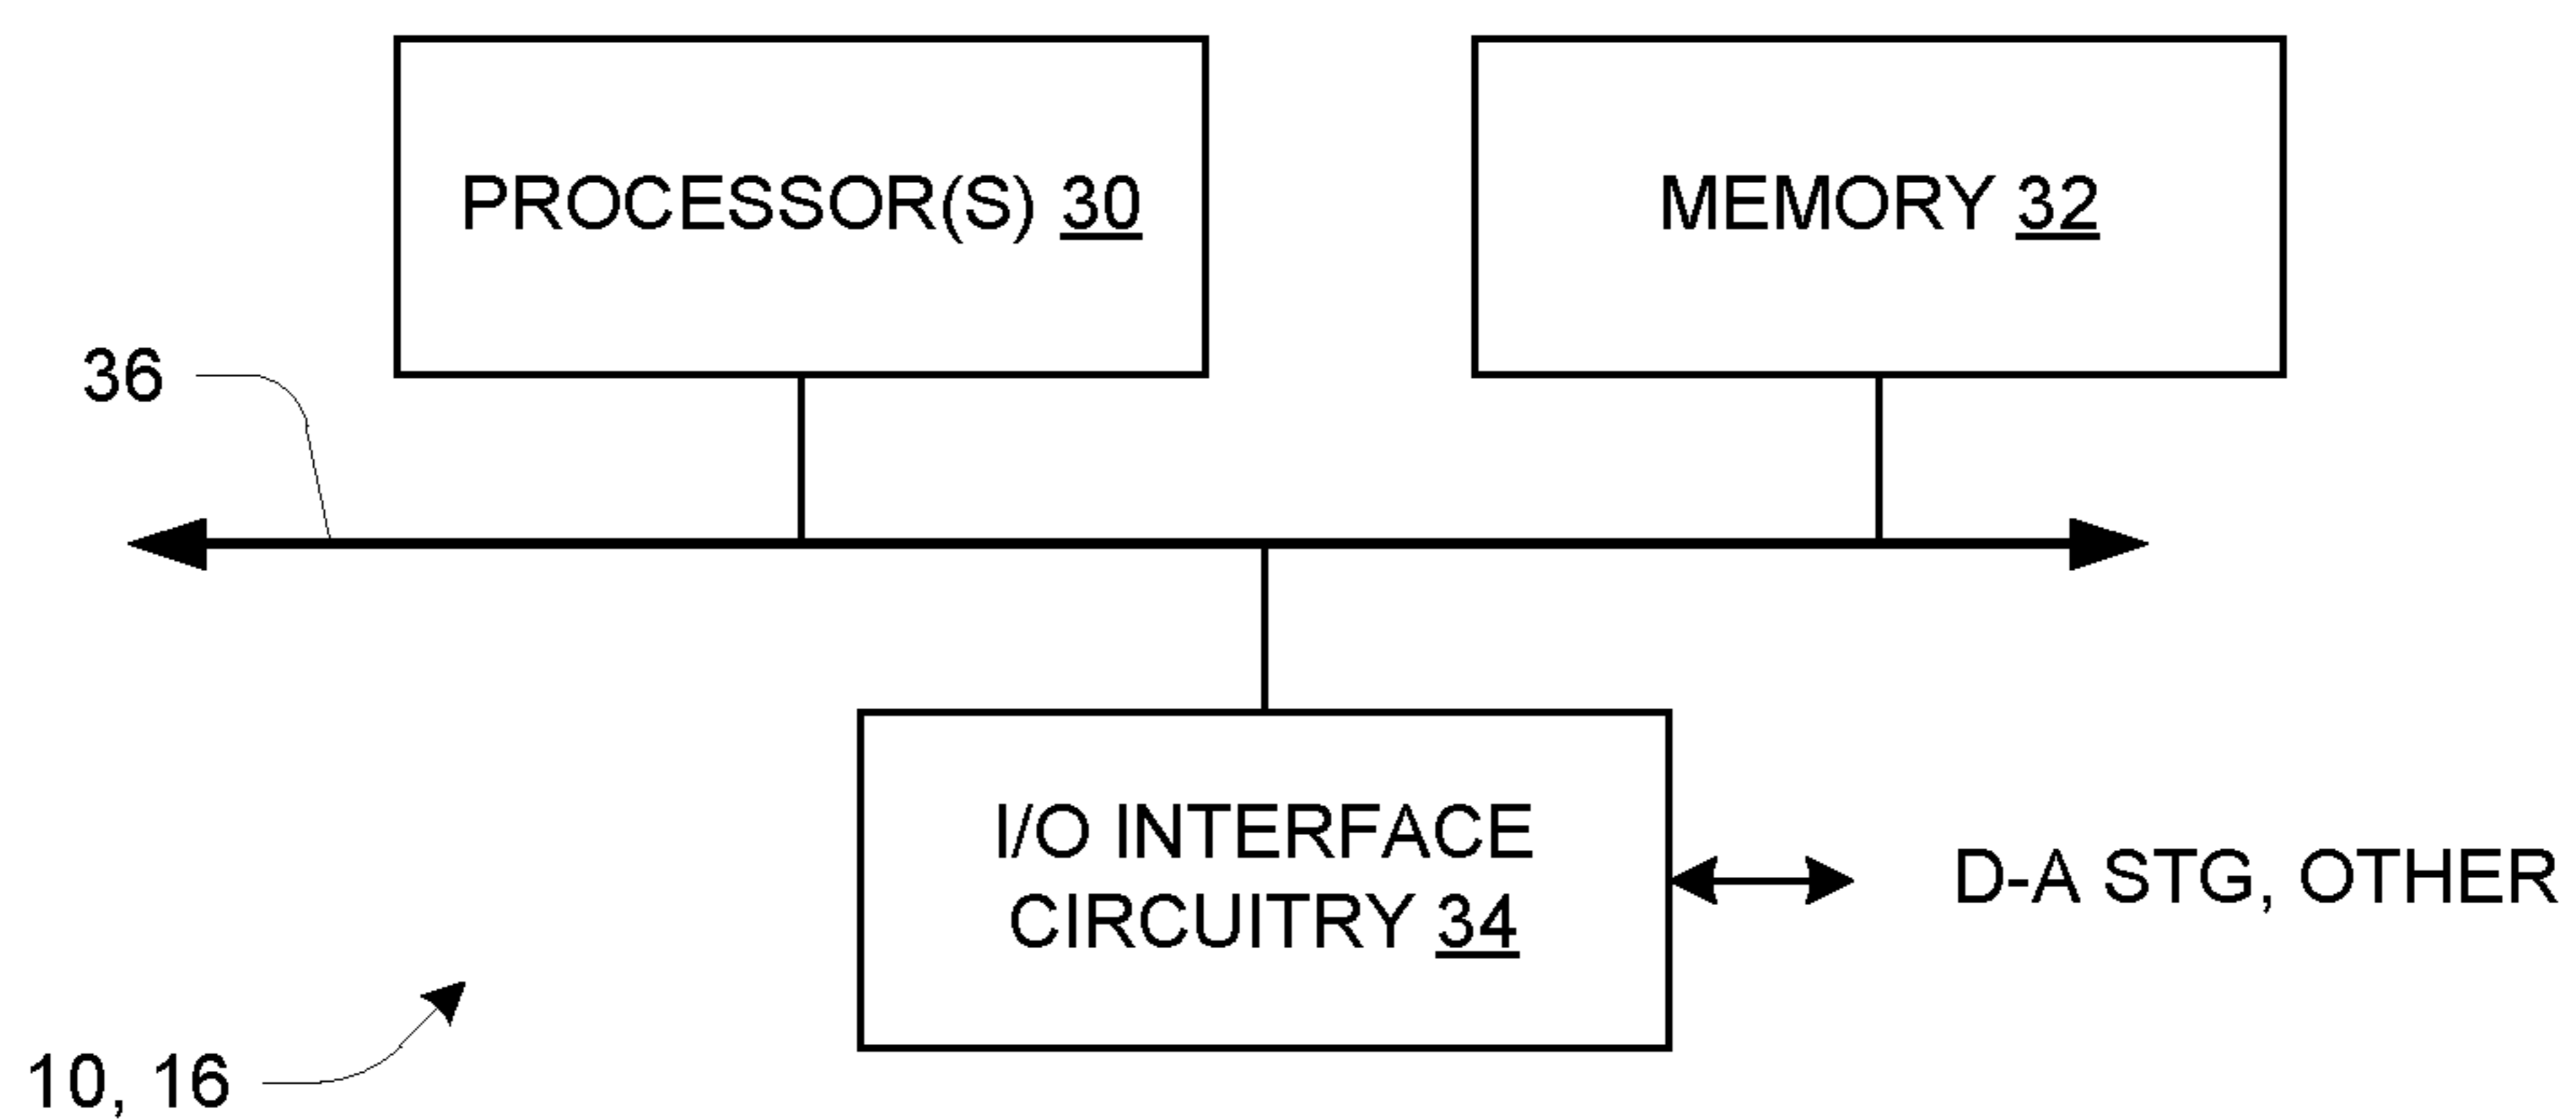 PROCESSOR(S) 30
MEMORY 32
36
I/O INTERFACE
CIRCUITRY 34
D-A STG, OTHER
10, 16